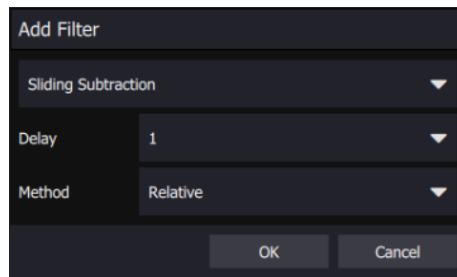 Add Filter
Sliding Subtraction
Delay 1
Method Relative
OK Cancel